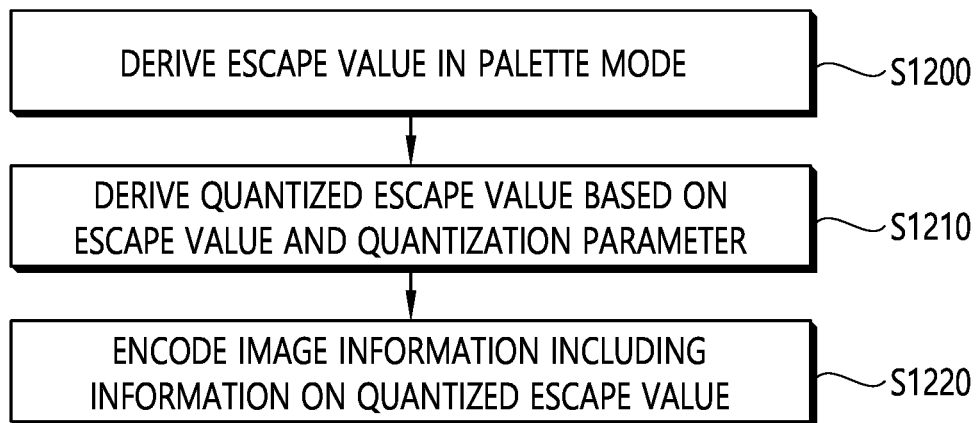 DERIVE ESCAPE VALUE IN PALETTE MODE
S1200
DERIVE QUANTIZED ESCAPE VALUE BASED ON
ESCAPE VALUE AND QUANTIZATION PARAMETER
S1210
ENCODE IMAGE INFORMATION INCLUDING
INFORMATION ON QUANTIZED ESCAPE VALUE
S1220